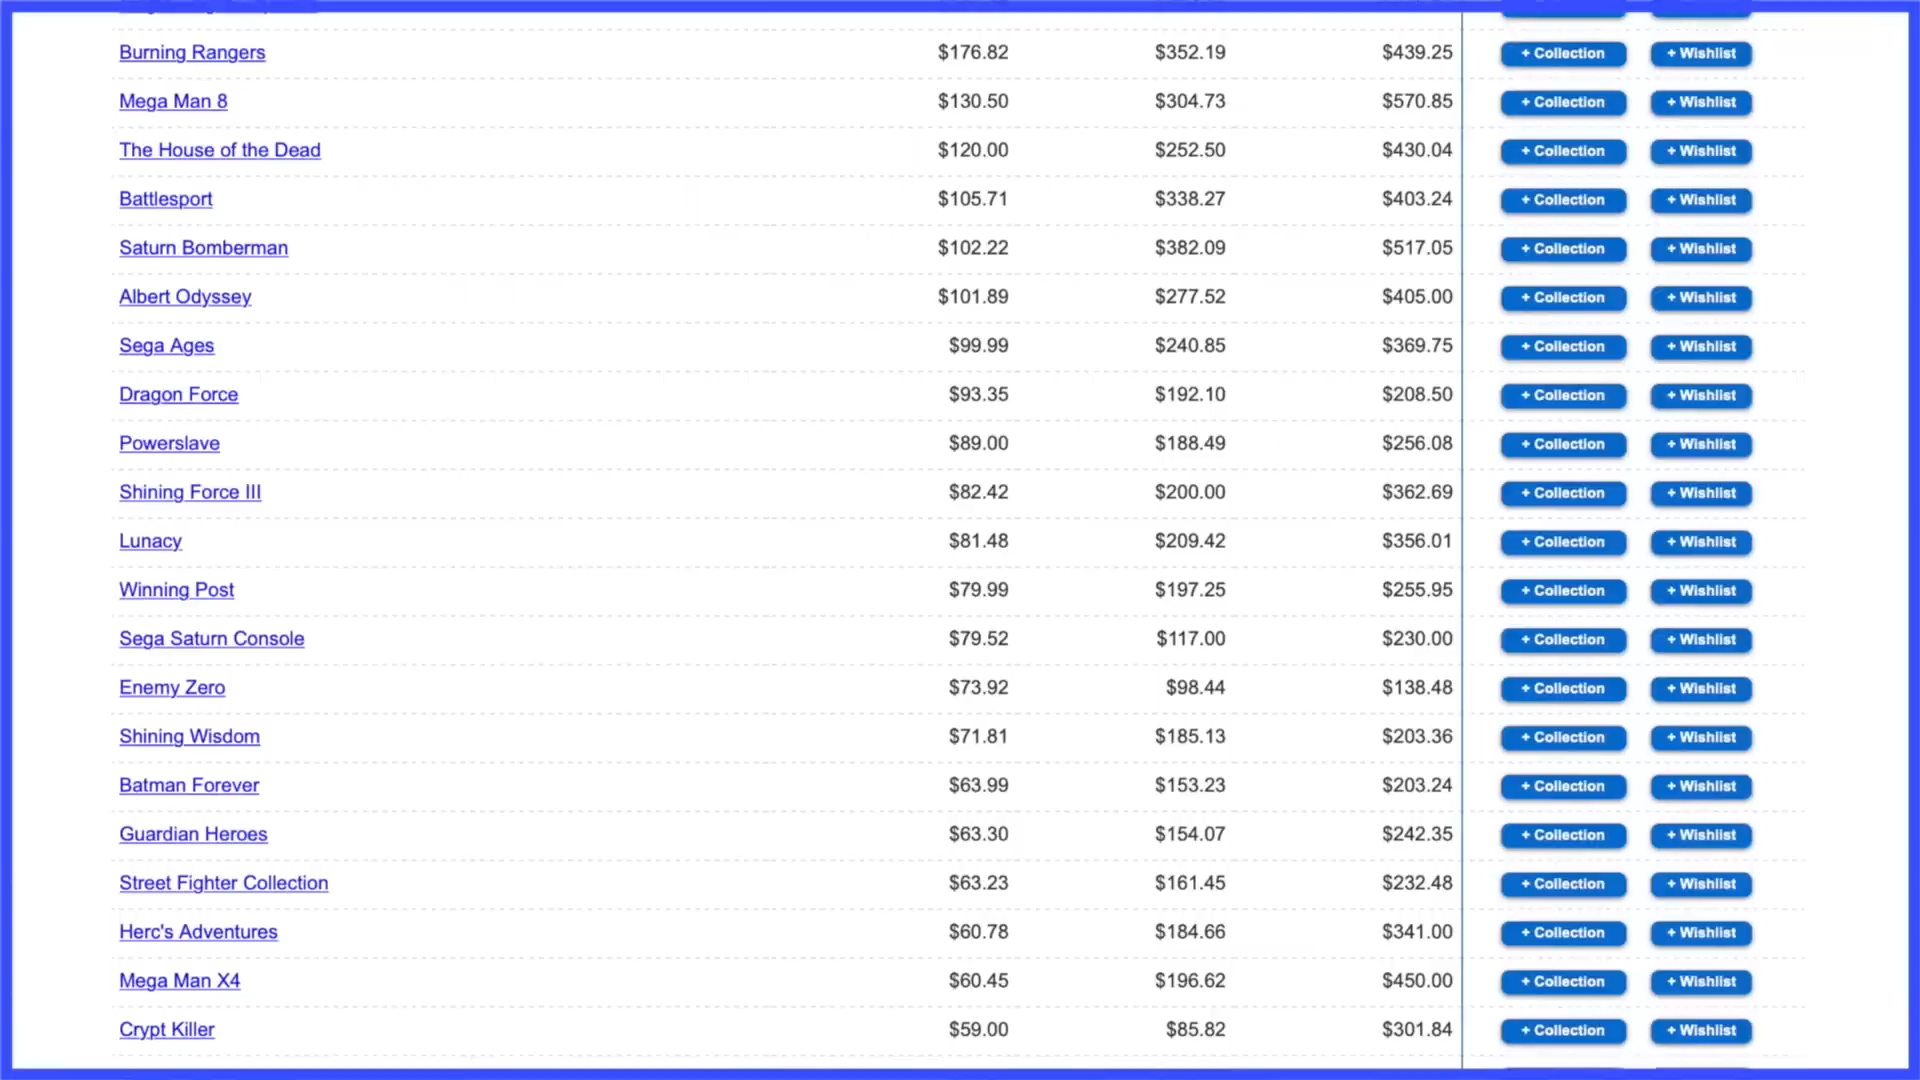 Burning Rangers $176.82 $352.19 $439.25 + Collection + Wishlist
Mega Man 8 $130.50 $304.73 $570.85 + Collection + Wishlist
The House of the Dead $120.00 $252.50 $430.04 + Collection + Wishlist
Battlesport $105.71 $338.27 $403.24 + Collection + Wishlist
Saturn Bomberman $102.22 $382.09 $517.05 + Collection + Wishlist
Albert Odyssey $101.89 $277.52 $405.00 + Collection + Wishlist
Sega Ages $99.99 $240.85 $369.75 + Collection + Wishlist
Dragon Force $93.35 $192.10 $208.50 + Collection + Wishlist
Powerslave $89.00 $188.49 $256.08 + Collection + Wishlist
Shining Force III $82.42 $200.00 $362.69 + Collection + Wishlist
Lunacy $81.48 $209.42 $356.01 + Collection + Wishlist
Winning Post $79.99 $197.25 $255.95 + Collection + Wishlist
Sega Saturn Console $79.52 $117.00 $230.00 + Collection + Wishlist
Enemy Zero $73.92 $98.44 $138.48 + Collection + Wishlist
Shining Wisdom $71.81 $185.13 $203.36 + Collection + Wishlist
Batman Forever $63.99 $153.23 $203.24 + Collection + Wishlist
Guardian Heroes $63.30 $154.07 $242.35 + Collection + Wishlist
Street Fighter Collection $63.23 $161.45 $232.48 + Collection + Wishlist
Herc's Adventures $60.78 $184.66 $341.00 + Collection + Wishlist
Mega Man X4 $60.45 $196.62 $450.00 + Collection + Wishlist
Crypt Killer $59.00 $85.82 $301.84 + Collection + Wishlist